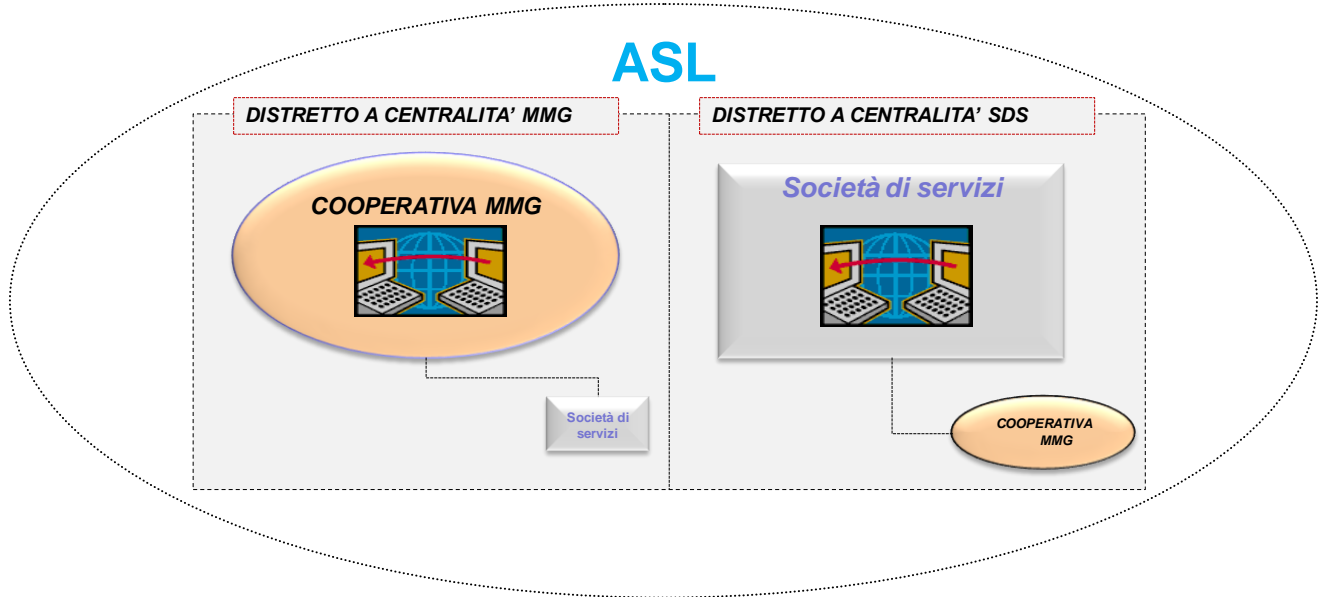 ASL
DISTRETTO A CENTRALITA’ MMG
DISTRETTO A CENTRALITA’ SDS
COOPERATIVA MMG
Società di servizi
Società di
servizi
COOPERATIVA
MMG